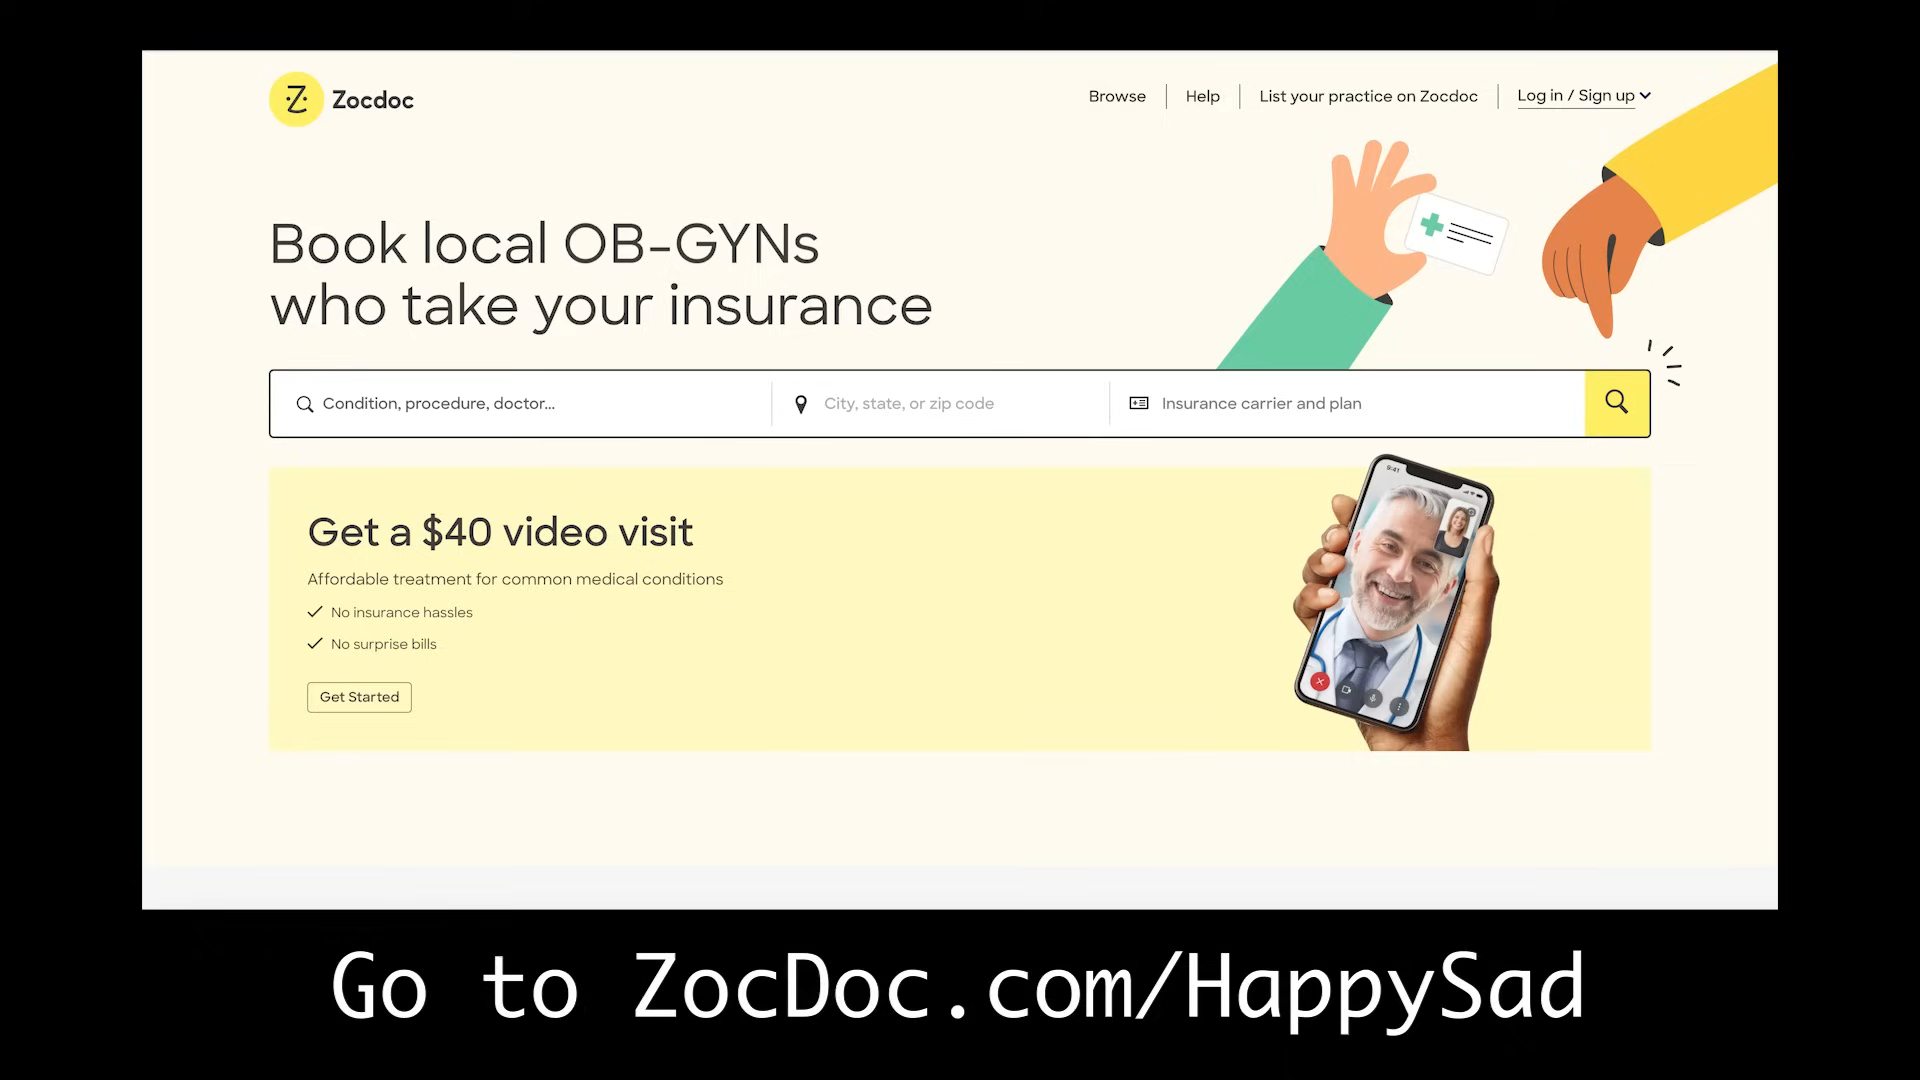 Zocdoc
Browse
Help
List your practice on Zocdoc
Log in / Sign up
Book local OB-GYNs
who take your insurance
Condition, procedure, doctor...
City, state, or zip code
Insurance carrier and plan
Get a $40 video visit
Affordable treatment for common medical conditions
No insurance hassles
No surprise bills
Get Started
9:41
Go to ZocDoc.com/HappySad